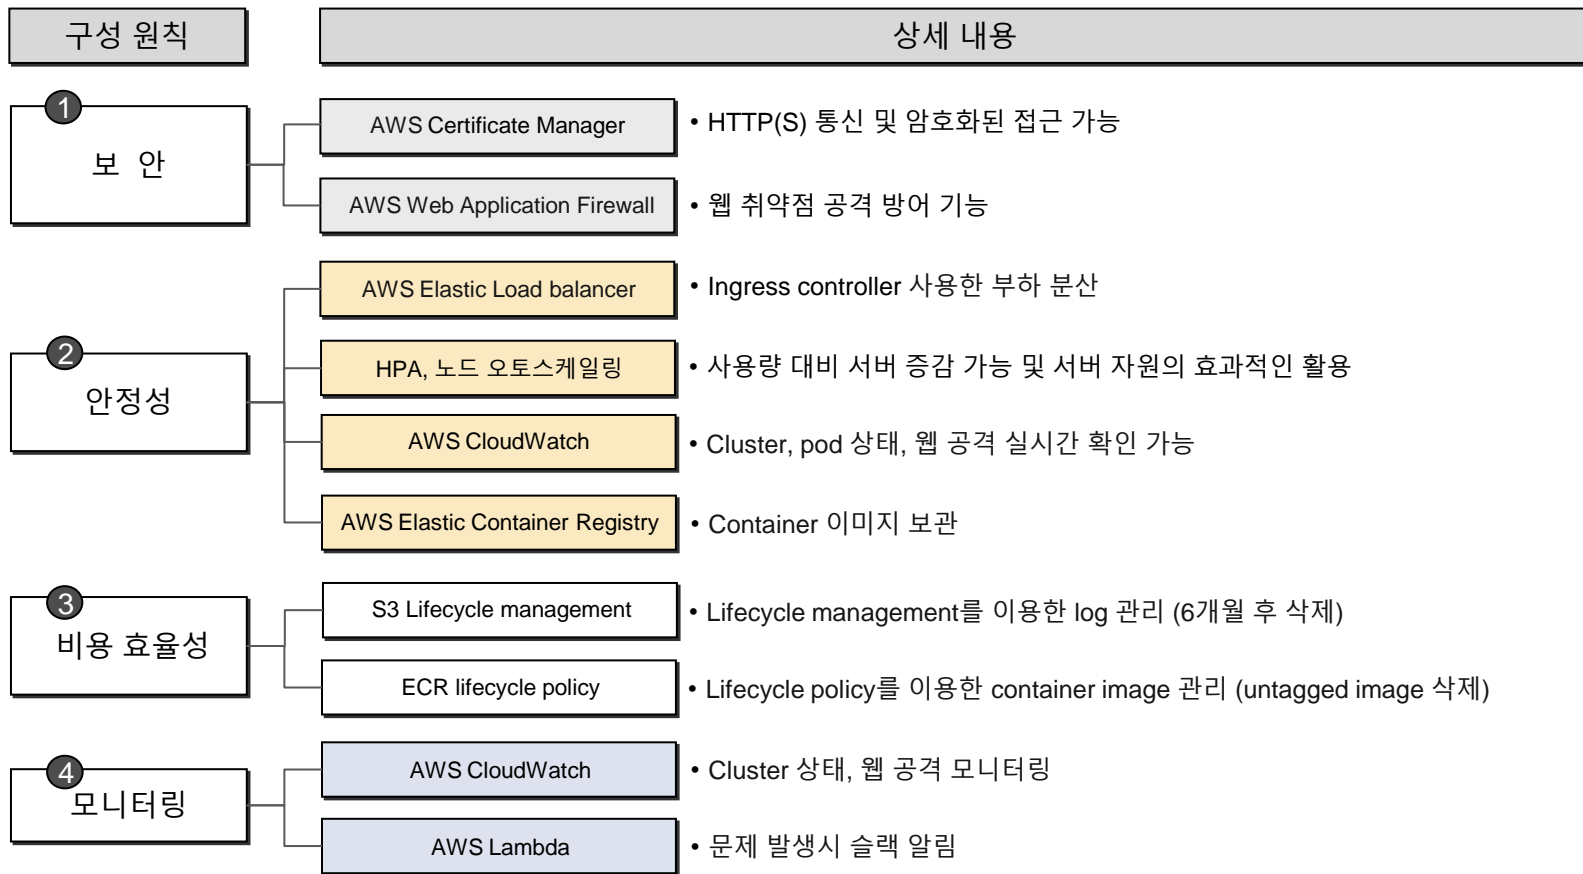 구성 원칙
상세 내용
1
보 안
AWS Certificate Manager
• HTTP(S) 통신 및 암호화된 접근 가능
AWS Web Application Firewall
• 웹 취약점 공격 방어 기능
2
안정성
AWS Elastic Load balancer
• Ingress controller 사용한 부하 분산
HPA, 노드 오토스케일링
• 사용량 대비 서버 증감 가능 및 서버 자원의 효과적인 활용
AWS CloudWatch
• Cluster, pod 상태, 웹 공격 실시간 확인 가능
AWS Elastic Container Registry
• Container 이미지 보관
3
비용 효율성
S3 Lifecycle management
• Lifecycle management를 이용한 log 관리 (6개월 후 삭제)
ECR lifecycle policy
• Lifecycle policy를 이용한 container image 관리 (untagged image 삭제)
4
모니터링
AWS CloudWatch
• Cluster 상태, 웹 공격 모니터링
AWS Lambda
• 문제 발생시 슬랙 알림